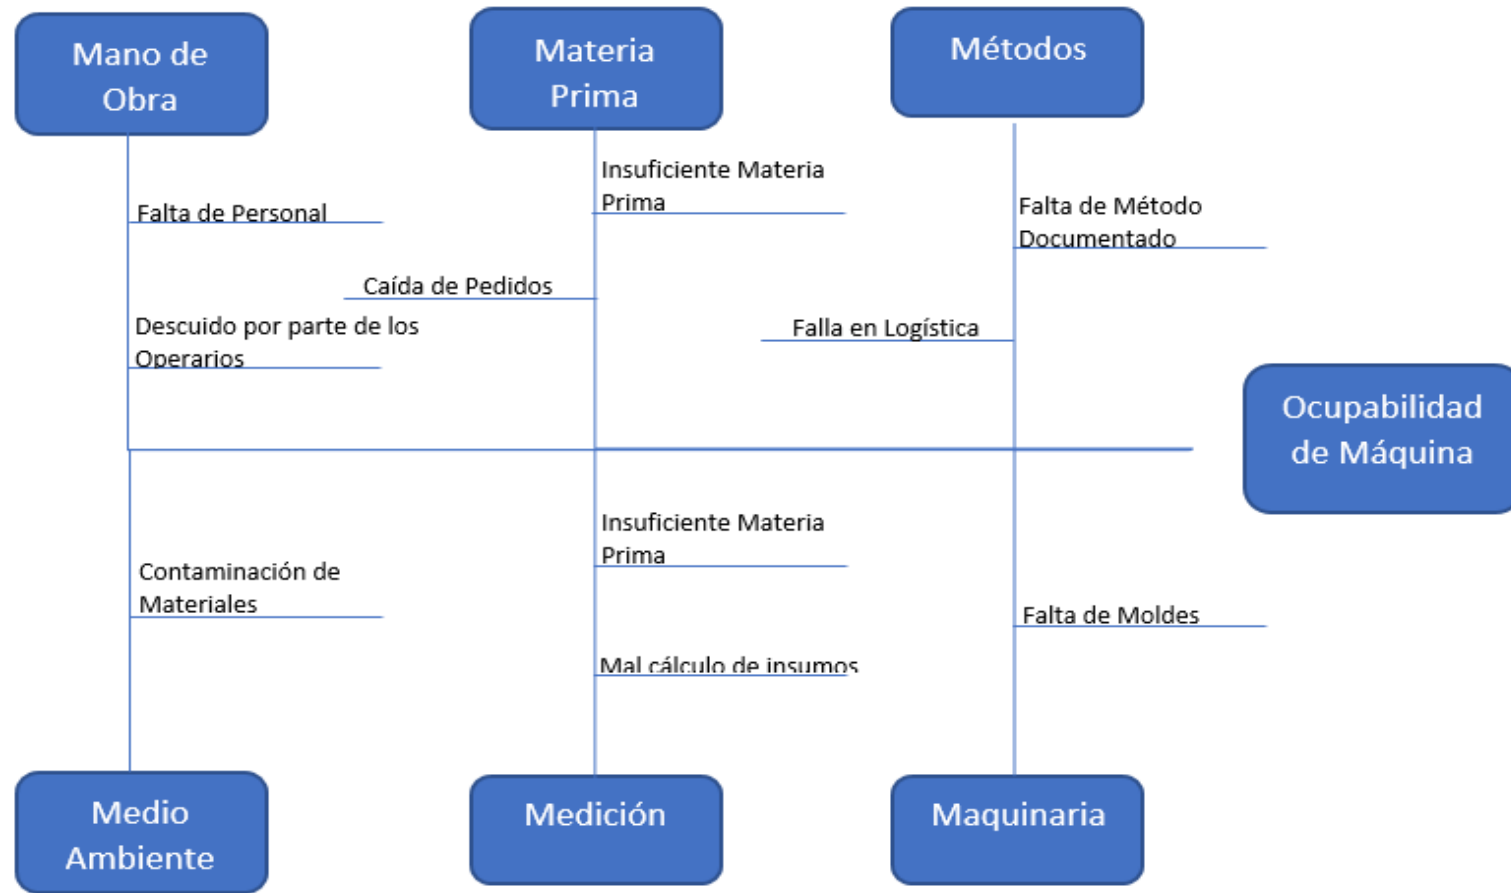 Mano de
Obra
Materia
Prima
Métodos
Insuficiente Materia
Prima
Falta de Personal
Falta de Método
Documentado
Caída de Pedidos
Descuido por parte de los
Operarios
Falla en Logística
Ocupabilidad
de Máquina
Insuficiente Materia
Prima
Contaminación de
Materiales
Falta de Moldes
Mal cálculo de insumos
Medio
Ambiente
Medición
Maquinaria